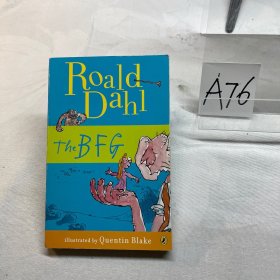 Roald
Dahl
The BFG
illustrated by Quentin Blake
A76